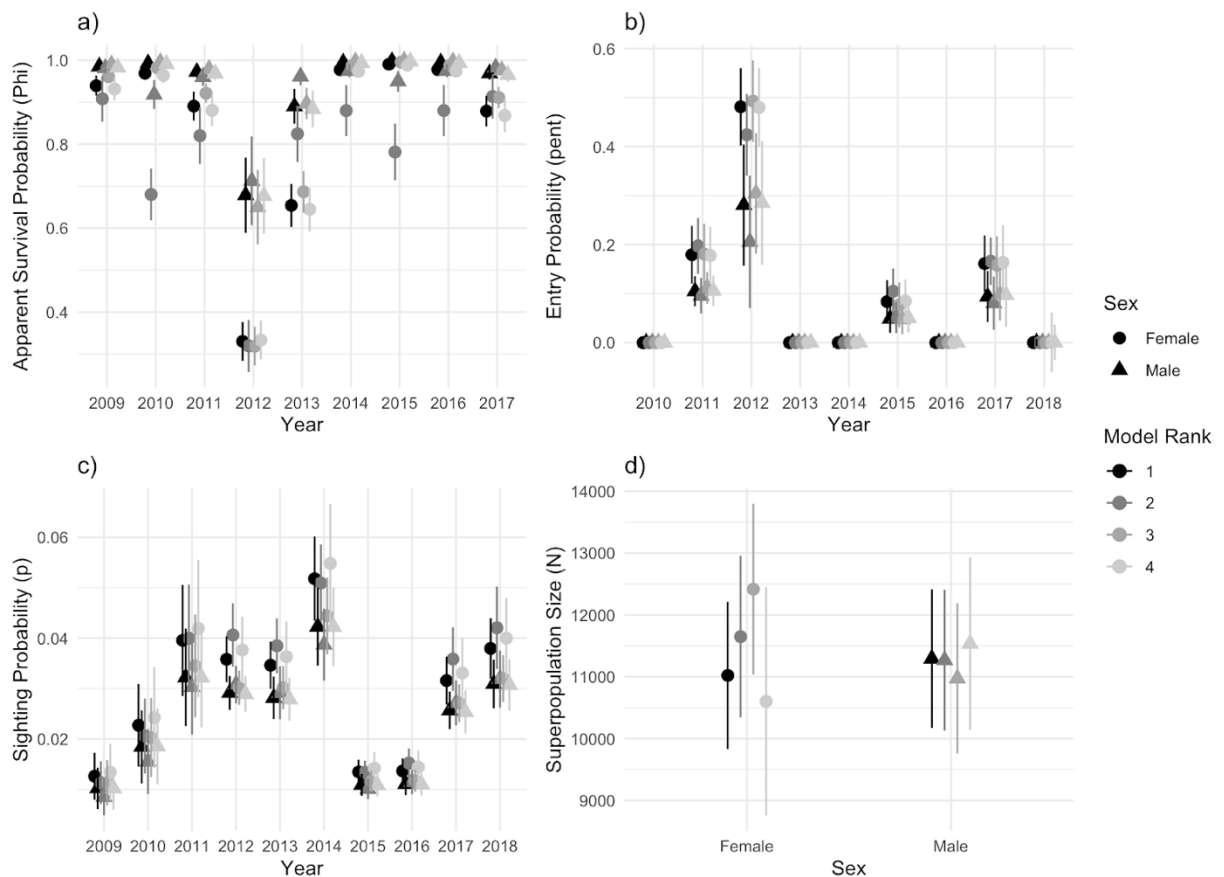 a)
Apparent Survival Probability (Phi)
1.0
0.8
0.6
0.4
2009 2010 2011 2012 2013 2014 2015 2016 2017
Year
b)
Entry Probability (pent)
0.6
0.4
0.2
0.0
2010 2011 2012 2013 2014 2015 2016 2017 2018
Year
Sex
Female
Male
Model Rank
1
2
3
4
c)
Sighting Probability (p)
0.06
0.04
0.02
2009 2010 2011 2012 2013 2014 2015 2016 2017 2018
Year
d)
Superpopulation Size (N)
14000
13000
12000
11000
10000
9000
Female Male
Sex